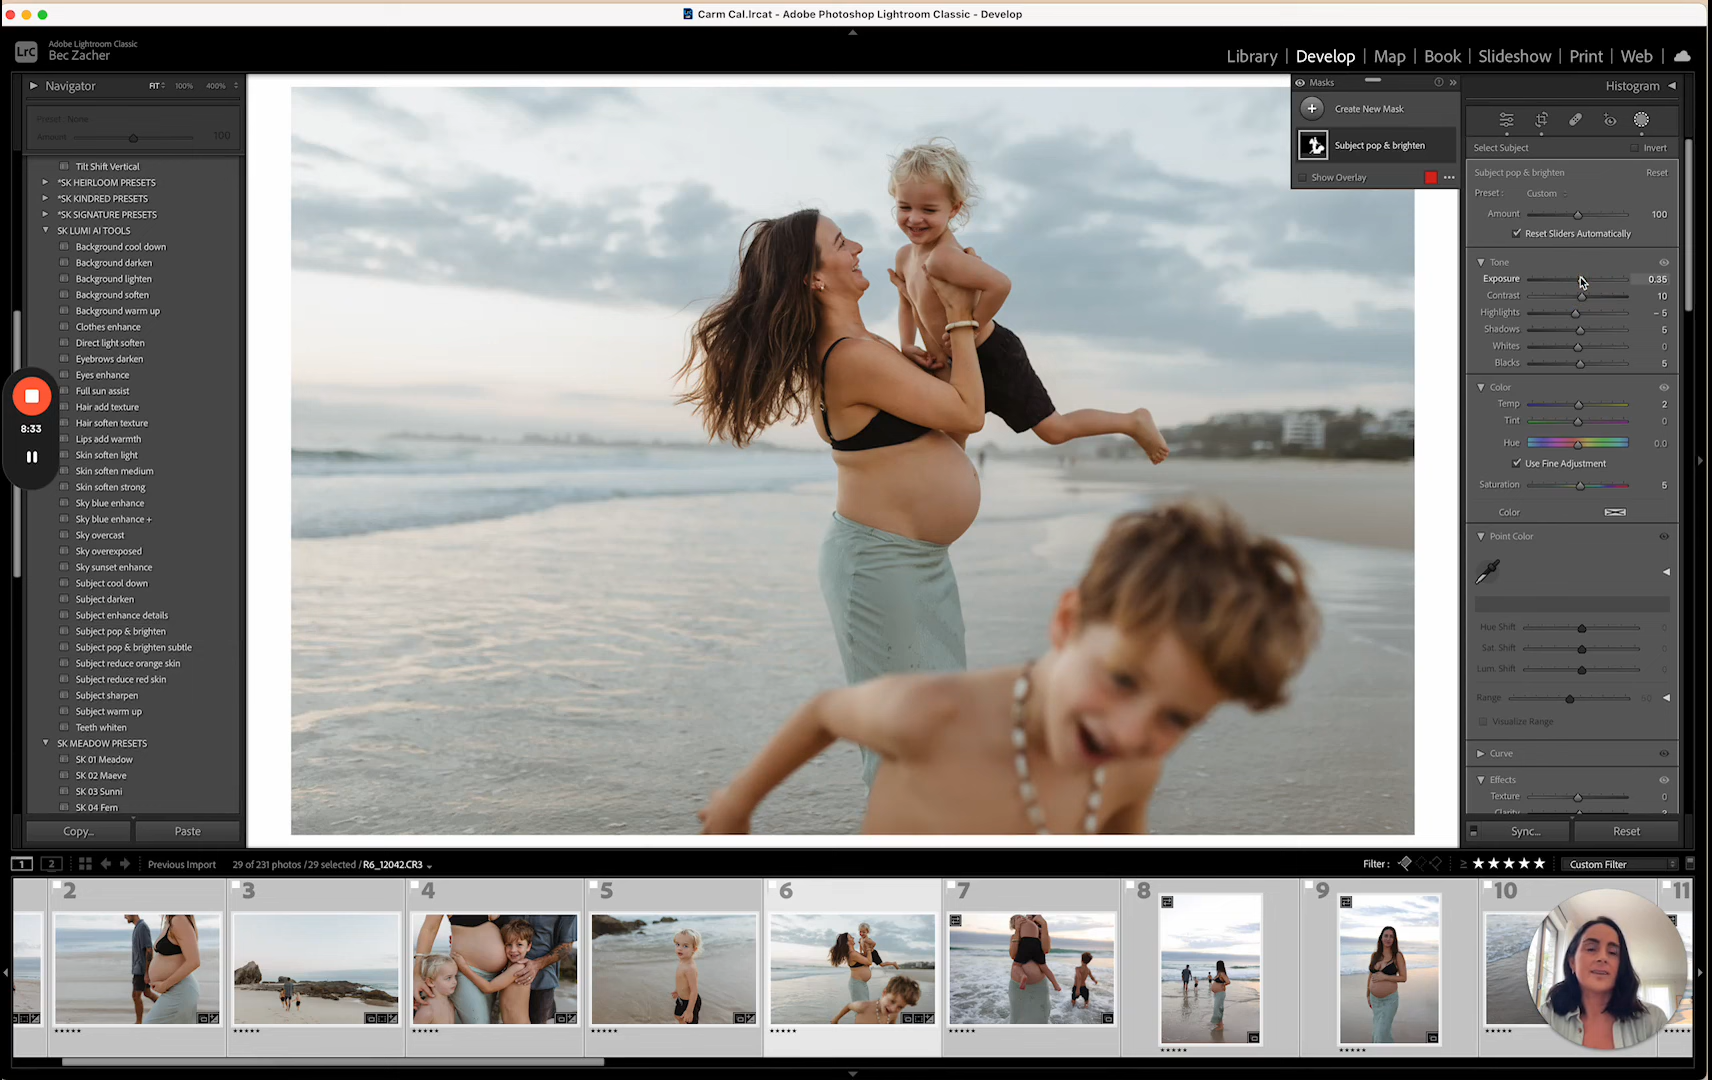 Carm Cal.lrcat - Adobe Photoshop Lightroom Classic - Develop
LrC
Adobe Lightroom Classic
Bec Zacher
Library | Develop | Map | Book | Slideshow | Print | Web
Navigator
FIT 100% 400%
Preset: None
Amount 100
Tilt Shift Vertical
*SK HEIRLOOM PRESETS
*SK KINDRED PRESETS
*SK SIGNATURE PRESETS
SK LUMI AI TOOLS
Background cool down
Background darken
Background lighten
Background soften
Background warm up
Clothes enhance
Direct light soften
Eyebrows darken
Eyes enhance
Full sun assist
Hair add texture
Hair soften texture
Lips add warmth
Skin soften light
Skin soften medium
Skin soften strong
Sky blue enhance
Sky blue enhance +
Sky overcast
Sky overexposed
Sky sunset enhance
Subject cool down
Subject darken
Subject enhance details
Subject pop & brighten
Subject pop & brighten subtle
Subject reduce orange skin
Subject reduce red skin
Subject sharpen
Subject warm up
Teeth whiten
SK MEADOW PRESETS
SK 01 Meadow
SK 02 Maeve
SK 03 Sunni
SK 04 Fern
Copy...
Paste
8:33
Masks
Create New Mask
Subject pop & brighten
Show Overlay
Histogram
Select Subject
Invert
Subject pop & brighten
Reset
Preset: Custom
Amount 100
Reset Sliders Automatically
Tone
Exposure 0.35
Contrast 10
Highlights – 5
Shadows 5
Whites 0
Blacks 5
Color
Temp 2
Tint 0
Hue 0.0
Use Fine Adjustment
Saturation 5
Color
Point Color
Hue Shift 0
Sat. Shift 0
Lum. Shift 0
Range 50
Visualize Range
Curve
Effects
Texture 0
Sync...
Reset
1 2
Previous Import
29 of 231 photos / 29 selected / R6_12042.CR3
Filter: ≥ ★★★★★
Custom Filter
2 3 4 5 6 7 8 9 10 11